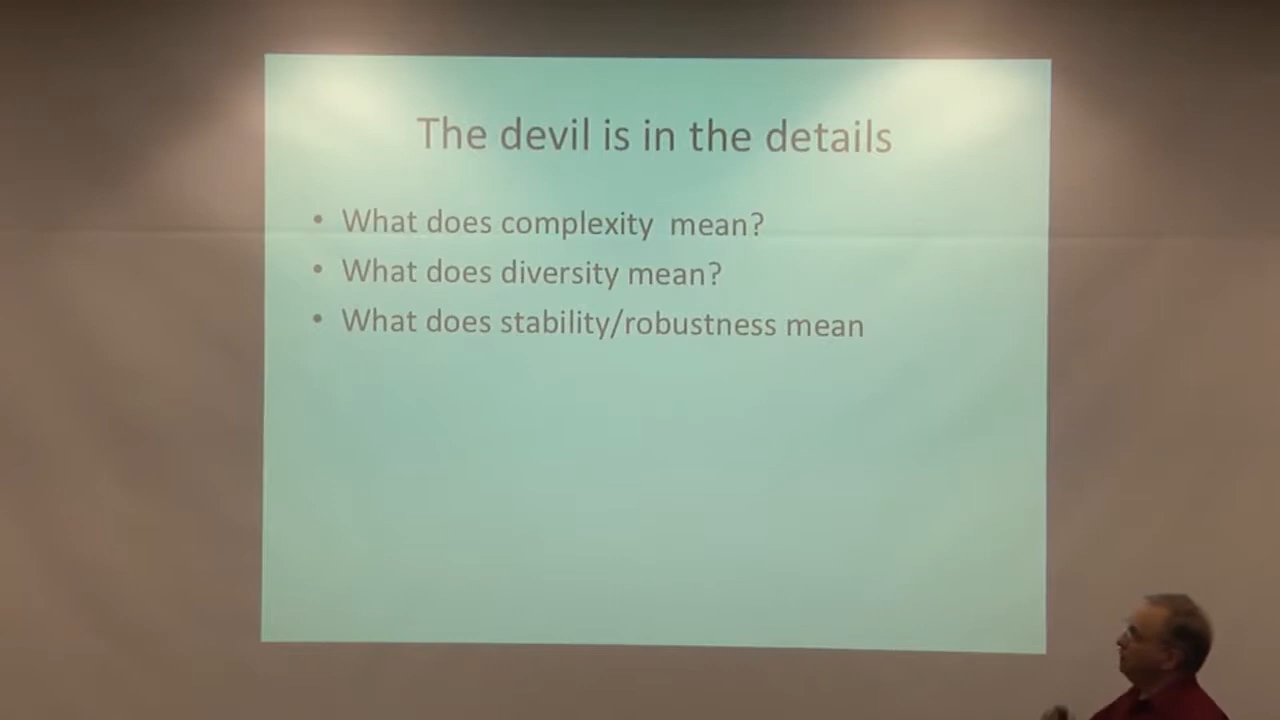 The devil is in the details
• What does complexity  mean?
• What does diversity mean?
• What does stability/robustness mean